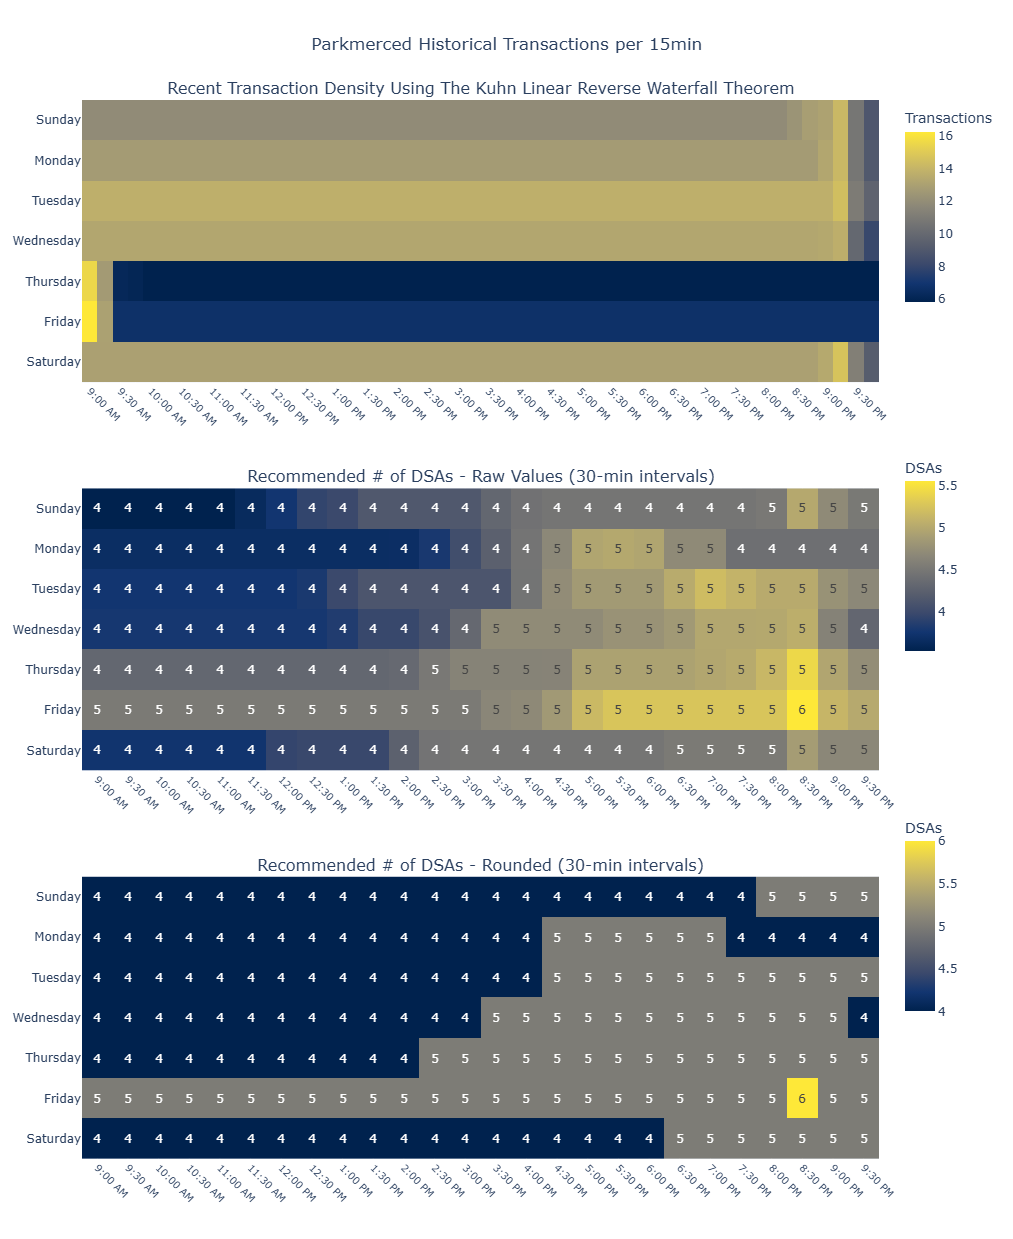 Parkmerced Historical Transactions per 15min
Recent Transaction Density Using The Kuhn Linear Reverse Waterfall Theorem
Sunday
Monday
Tuesday
Wednesday
Thursday
Friday
Saturday
9:00 AM 9:30 AM 10:00 AM 10:30 AM 11:00 AM 11:30 AM 12:00 PM 12:30 PM 1:00 PM 1:30 PM 2:00 PM 2:30 PM 3:00 PM 3:30 PM 4:00 PM 4:30 PM 5:00 PM 5:30 PM 6:00 PM 6:30 PM 7:00 PM 7:30 PM 8:00 PM 8:30 PM 9:00 PM 9:30 PM
Transactions
16
14
12
10
8
6
Recommended # of DSAs - Raw Values (30-min intervals)
Sunday 4 4 4 4 4 4 4 4 4 4 4 4 4 4 4 4 4 4 4 4 4 4 5 5 5 5
Monday 4 4 4 4 4 4 4 4 4 4 4 4 4 4 4 5 5 5 5 5 5 4 4 4 4 4
Tuesday 4 4 4 4 4 4 4 4 4 4 4 4 4 4 4 5 5 5 5 5 5 5 5 5 5 5
Wednesday 4 4 4 4 4 4 4 4 4 4 4 4 4 5 5 5 5 5 5 5 5 5 5 5 5 4
Thursday 4 4 4 4 4 4 4 4 4 4 4 5 5 5 5 5 5 5 5 5 5 5 5 5 5 5
Friday 5 5 5 5 5 5 5 5 5 5 5 5 5 5 5 5 5 5 5 5 5 5 5 6 5 5
Saturday 4 4 4 4 4 4 4 4 4 4 4 4 4 4 4 4 4 4 4 5 5 5 5 5 5 5
9:00 AM 9:30 AM 10:00 AM 10:30 AM 11:00 AM 11:30 AM 12:00 PM 12:30 PM 1:00 PM 1:30 PM 2:00 PM 2:30 PM 3:00 PM 3:30 PM 4:00 PM 4:30 PM 5:00 PM 5:30 PM 6:00 PM 6:30 PM 7:00 PM 7:30 PM 8:00 PM 8:30 PM 9:00 PM 9:30 PM
DSAs
5.5
5
4.5
4
Recommended # of DSAs - Rounded (30-min intervals)
Sunday 4 4 4 4 4 4 4 4 4 4 4 4 4 4 4 4 4 4 4 4 4 4 5 5 5 5
Monday 4 4 4 4 4 4 4 4 4 4 4 4 4 4 4 5 5 5 5 5 5 4 4 4 4 4
Tuesday 4 4 4 4 4 4 4 4 4 4 4 4 4 4 4 5 5 5 5 5 5 5 5 5 5 5
Wednesday 4 4 4 4 4 4 4 4 4 4 4 4 4 5 5 5 5 5 5 5 5 5 5 5 5 4
Thursday 4 4 4 4 4 4 4 4 4 4 4 5 5 5 5 5 5 5 5 5 5 5 5 5 5 5
Friday 5 5 5 5 5 5 5 5 5 5 5 5 5 5 5 5 5 5 5 5 5 5 5 6 5 5
Saturday 4 4 4 4 4 4 4 4 4 4 4 4 4 4 4 4 4 4 4 5 5 5 5 5 5 5
9:00 AM 9:30 AM 10:00 AM 10:30 AM 11:00 AM 11:30 AM 12:00 PM 12:30 PM 1:00 PM 1:30 PM 2:00 PM 2:30 PM 3:00 PM 3:30 PM 4:00 PM 4:30 PM 5:00 PM 5:30 PM 6:00 PM 6:30 PM 7:00 PM 7:30 PM 8:00 PM 8:30 PM 9:00 PM 9:30 PM
DSAs
6
5.5
5
4.5
4